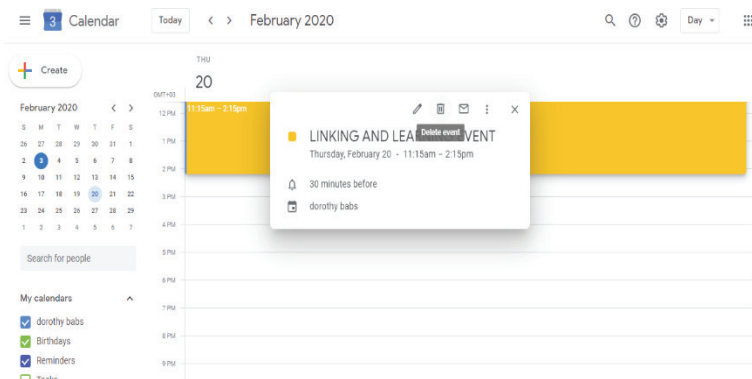 3 Calendar Today < > February 2020 Day
THU
20
GMT+03
Create
February 2020 < >
S M T W T F S
26 27 28 29 30 31 1
2 3 4 5 6 7 8
9 10 11 12 13 14 15
16 17 18 19 20 21 22
23 24 25 26 27 28 29
1 2 3 4 5 6 7
Search for people
My calendars
dorothy babs
Birthdays
Reminders
Tasks
12 PM
1 PM
2 PM
3 PM
4 PM
5 PM
6 PM
7 PM
8 PM
9 PM
11:15am – 2:15pm
Delete event
LINKING AND LEA VENT
Thursday, February 20 - 11:15am – 2:15pm
30 minutes before
dorothy babs